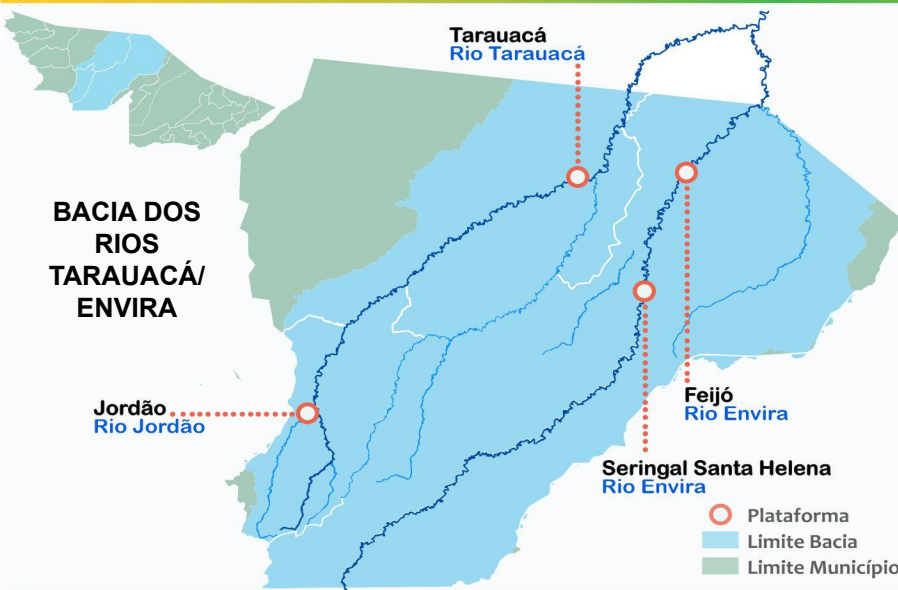 Tarauacá
Rio Tarauacá
BACIA DOS
RIOS
TARAUACÁ/
ENVIRA
Jordão
Rio Jordão
Feijó
Rio Envira
Seringal Santa Helena
Rio Envira
Plataforma
Limite Bacia
Limite Município